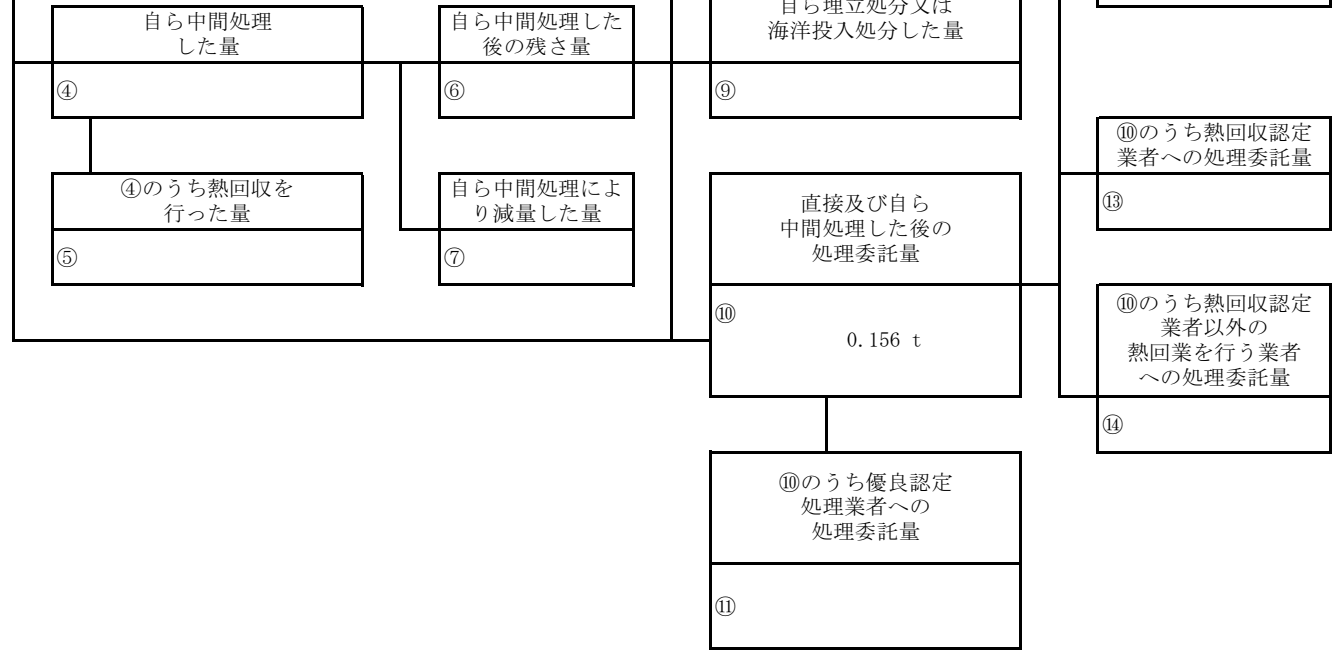 自ら中間処理
した量
④
自ら中間処理した
後の残さ量
⑥
自ら埋立処分又は
海洋投入処分した量
⑨
④のうち熱回収を
行った量
⑤
自ら中間処理によ
り減量した量
⑦
直接及び自ら
中間処理した後の
処理委託量
⑩
0.156 t
⑩のうち熱回収認定
業者への処理委託量
⑬
⑩のうち熱回収認定
業者以外の
熱回業を行う業者
への処理委託量
⑭
⑩のうち優良認定
処理業者への
処理委託量
⑪